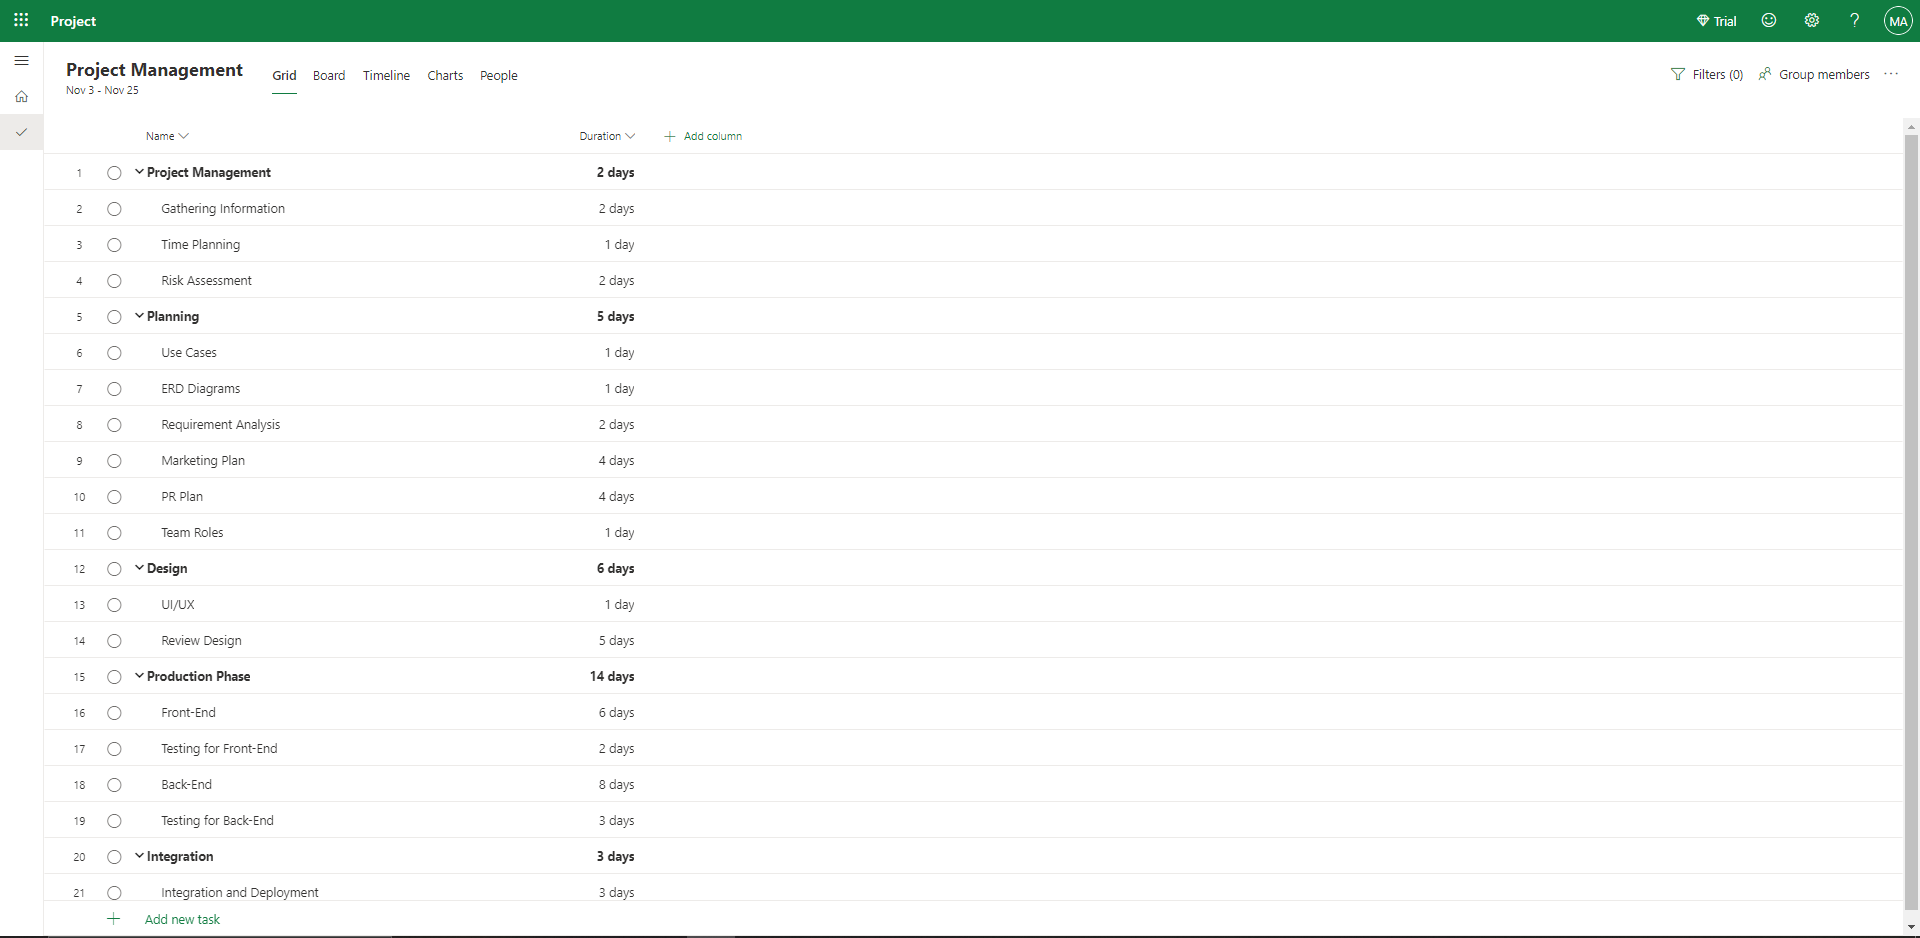 Project Trial ? MA
Project Management Grid Board Timeline Charts People Filters (0) Group members ...
Nov 3 - Nov 25
Name Duration + Add column
1 Project Management 2 days
2 Gathering Information 2 days
3 Time Planning 1 day
4 Risk Assessment 2 days
5 Planning 5 days
6 Use Cases 1 day
7 ERD Diagrams 1 day
8 Requirement Analysis 2 days
9 Marketing Plan 4 days
10 PR Plan 4 days
11 Team Roles 1 day
12 Design 6 days
13 UI/UX 1 day
14 Review Design 5 days
15 Production Phase 14 days
16 Front-End 6 days
17 Testing for Front-End 2 days
18 Back-End 8 days
19 Testing for Back-End 3 days
20 Integration 3 days
21 Integration and Deployment 3 days
+ Add new task